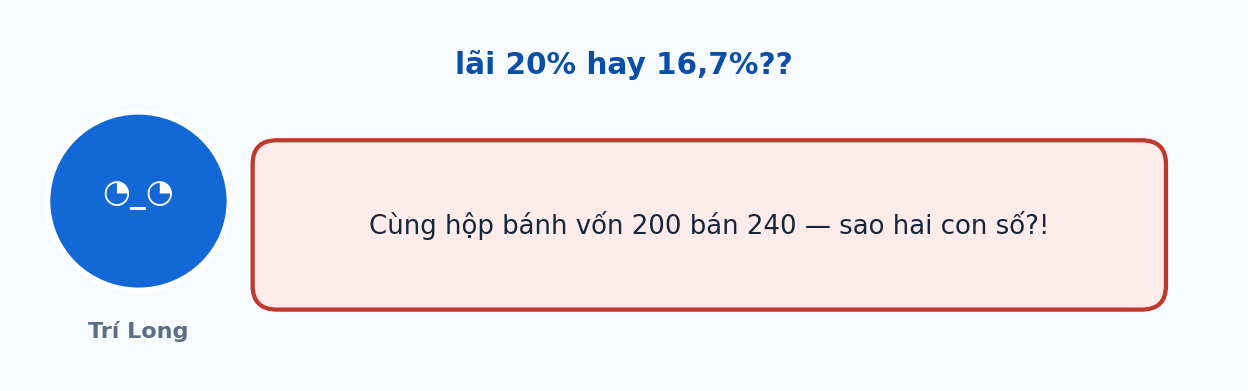 lãi 20% hay 16,7%??
◔_◔
Cùng hộp bánh vốn 200 bán 240 — sao hai con số?!
Trí Long